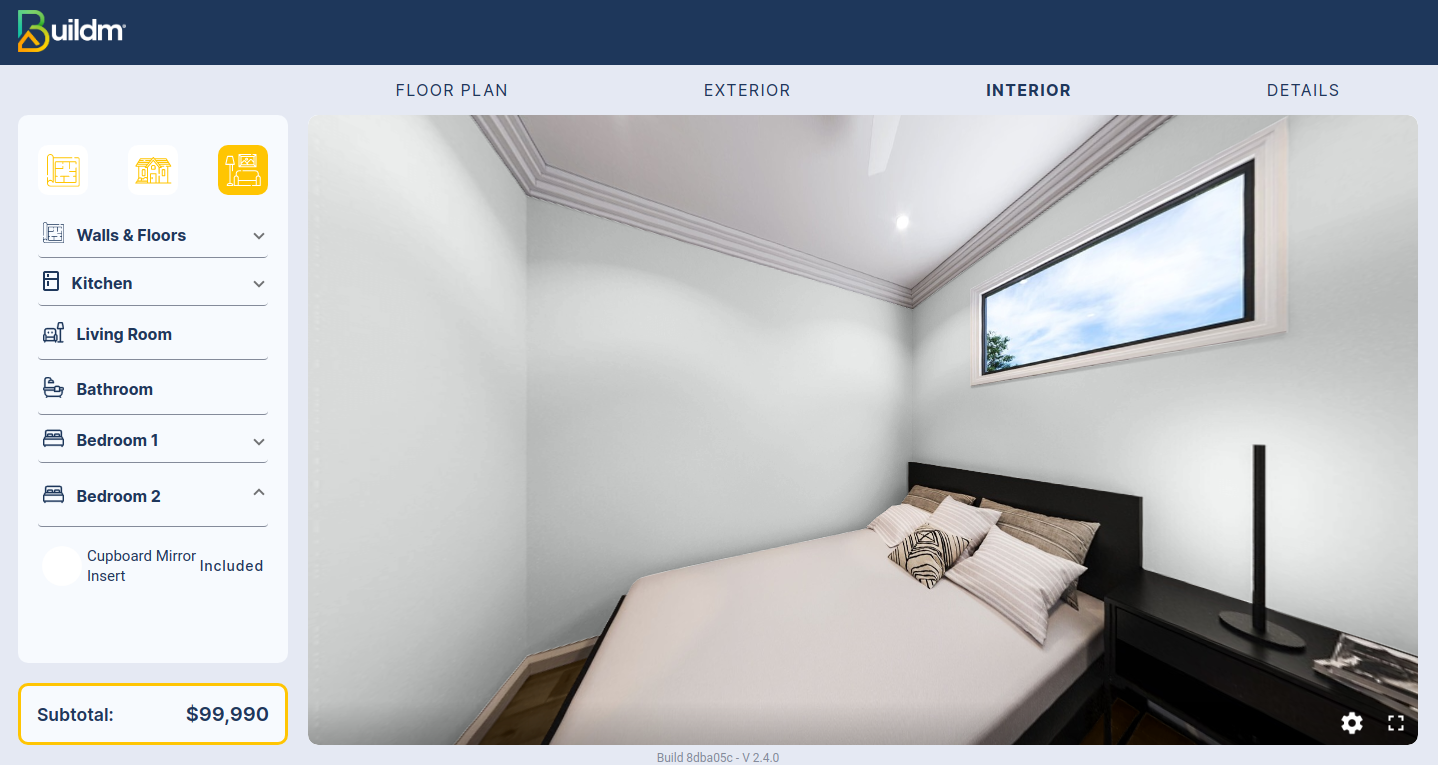 Buildm
FLOOR PLAN
EXTERIOR
INTERIOR
DETAILS
Walls & Floors
Kitchen
Living Room
Bathroom
Bedroom 1
Bedroom 2
Cupboard Mirror
Insert
Included
Subtotal:
$99,990
Build 8dba05c - V 2.4.0